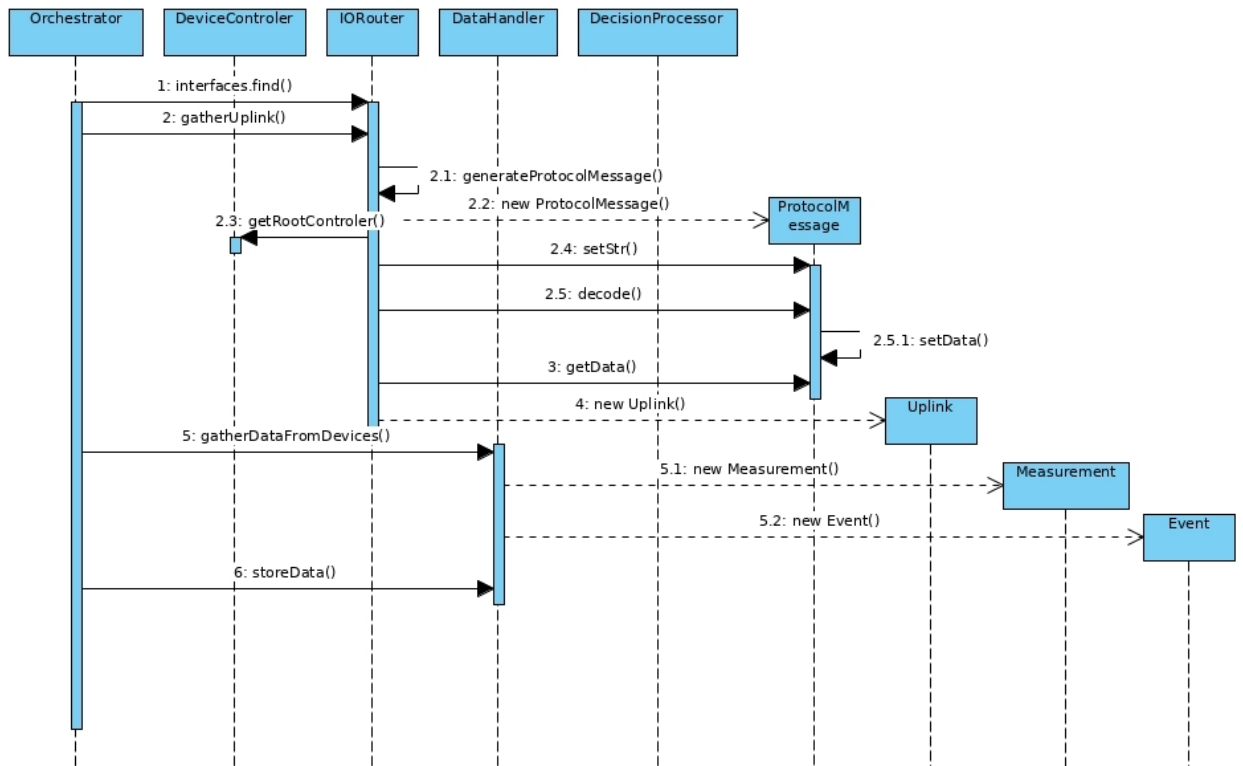 Orchestrator
DeviceControler
IORouter
DataHandler
DecisionProcessor
1: interfaces.find()
2: gatherUplink()
2.1: generateProtocolMessage()
2.2: new ProtocolMessage()
ProtocolM
essage
2.3: getRootControler()
2.4: setStr()
2.5: decode()
2.5.1: setData()
3: getData()
4: new Uplink()
Uplink
5: gatherDataFromDevices()
5.1: new Measurement()
Measurement
5.2: new Event()
Event
6: storeData()